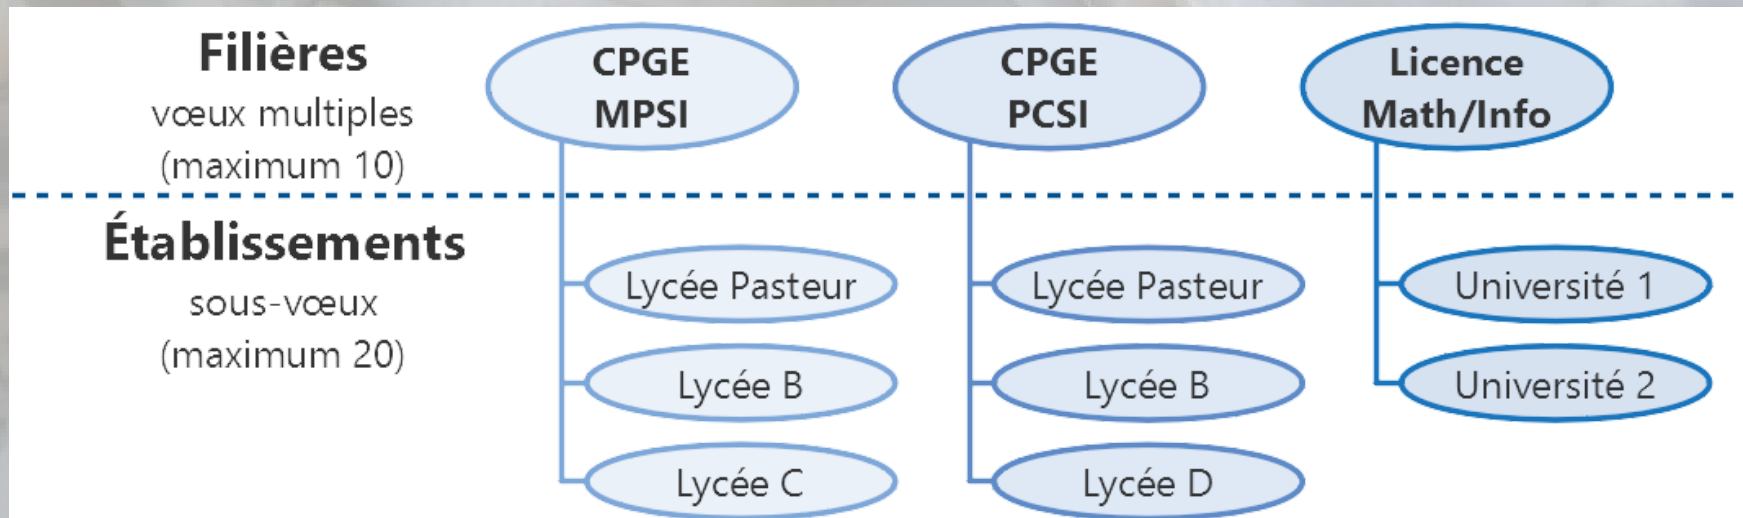 Filières
vœux multiples
(maximum 10)
CPGE
MPSI
CPGE
PCSI
Licence
Math/Info
Établissements
sous-vœux
(maximum 20)
Lycée Pasteur
Lycée B
Lycée C
Lycée Pasteur
Lycée B
Lycée D
Université 1
Université 2